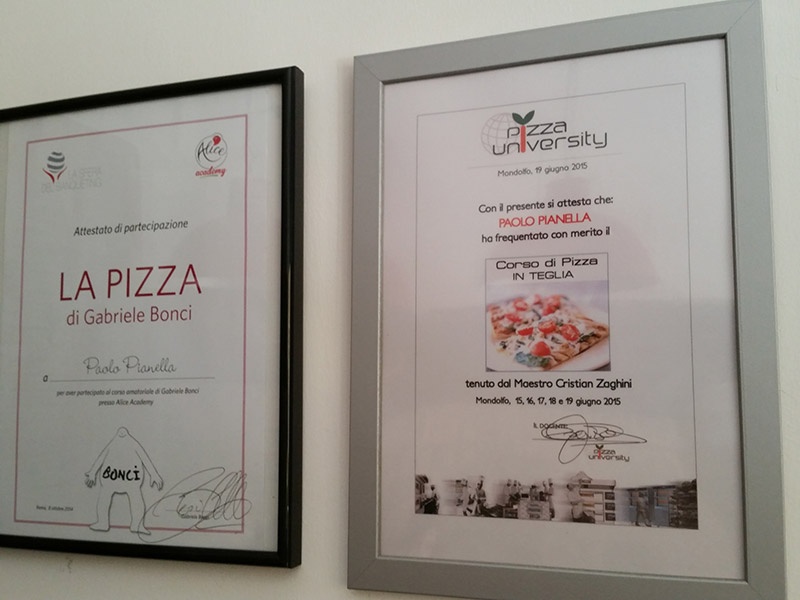 Alice
academy
Attestato di partecipazione
LA PIZZA
di Gabriele Bonci
a Paolo Pianella
per aver partecipato al corso amatoriale di Gabriele Bonci
presso Alice Academy
BONCI
pizza
university
Mondolfo, 19 giugno 2015
Con il presente si attesta che:
PAOLO PIANELLA
ha frequentato con merito il
Corso di Pizza
IN TEGLIA
tenuto dal Maestro Cristian Zaghini
Mondolfo, 15, 16, 17, 18 e 19 giugno 2015
IL DOCENTE
pizza
university